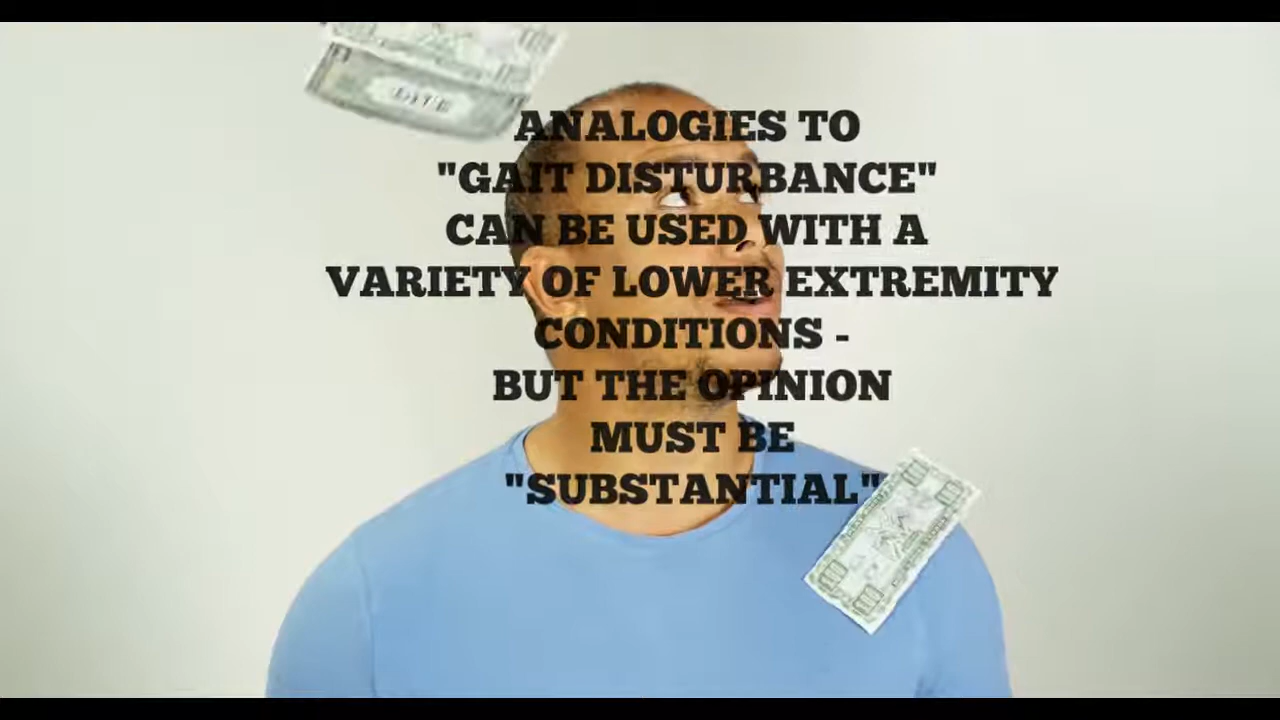 ANALOGIES TO
"GAIT DISTURBANCE"
CAN BE USED WITH A
VARIETY OF LOWER EXTREMITY
CONDITIONS -
BUT THE OPINION
MUST BE
"SUBSTANTIAL"